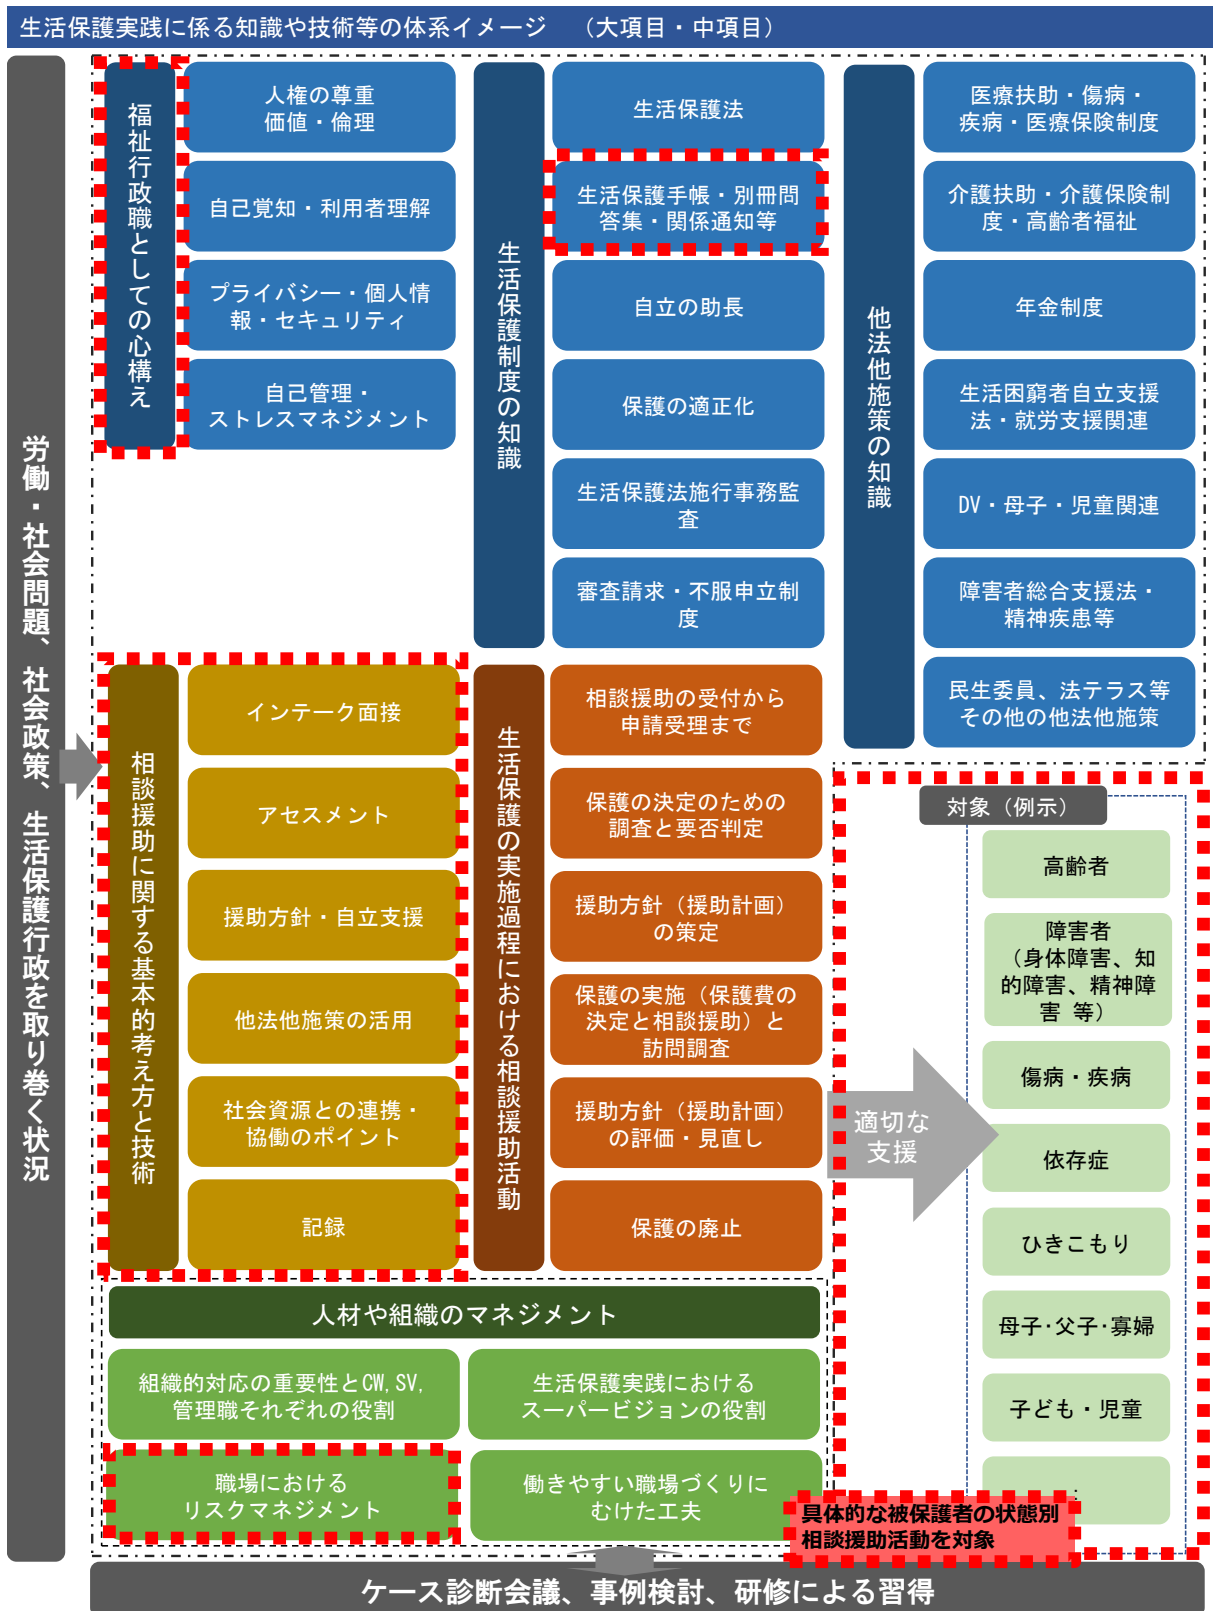 生活保護実践に係る知識や技術等の体系イメージ　（大項目・中項目）
労働・社会問題、社会政策、生活保護行政を取り巻く状況
福祉行政職としての心構え
人権の尊重
価値・倫理
自己覚知・利用者理解
プライバシー・個人情
報・セキュリティ
自己管理・
ストレスマネジメント
生活保護制度の知識
生活保護法
生活保護手帳・別冊問
答集・関係通知等
自立の助長
保護の適正化
生活保護法施行事務監
査
審査請求・不服申立制
度
他法他施策の知識
医療扶助・傷病・
疾病・医療保険制度
介護扶助・介護保険制
度・高齢者福祉
年金制度
生活困窮者自立支援
法・就労支援関連
DV・母子・児童関連
障害者総合支援法・
精神疾患等
民生委員、法テラス等
その他の他法他施策
相談援助に関する基本的考え方と技術
インテーク面接
アセスメント
援助方針・自立支援
他法他施策の活用
社会資源との連携・
協働のポイント
記録
生活保護の実施過程における相談援助活動
相談援助の受付から
申請受理まで
保護の決定のための
調査と要否判定
援助方針（援助計画）
の策定
保護の実施（保護費の
決定と相談援助）と
訪問調査
援助方針（援助計画）
の評価・見直し
保護の廃止
適切な
支援
対象（例示）
高齢者
障害者
（身体障害、知
的障害、精神障
害 等）
傷病・疾病
依存症
ひきこもり
母子･父子･寡婦
子ども・児童
：
人材や組織のマネジメント
組織的対応の重要性とCW,SV,
管理職それぞれの役割
生活保護実践における
スーパービジョンの役割
職場における
リスクマネジメント
働きやすい職場づくりに
むけた工夫
具体的な被保護者の状態別
相談援助活動を対象
ケース診断会議、事例検討、研修による習得